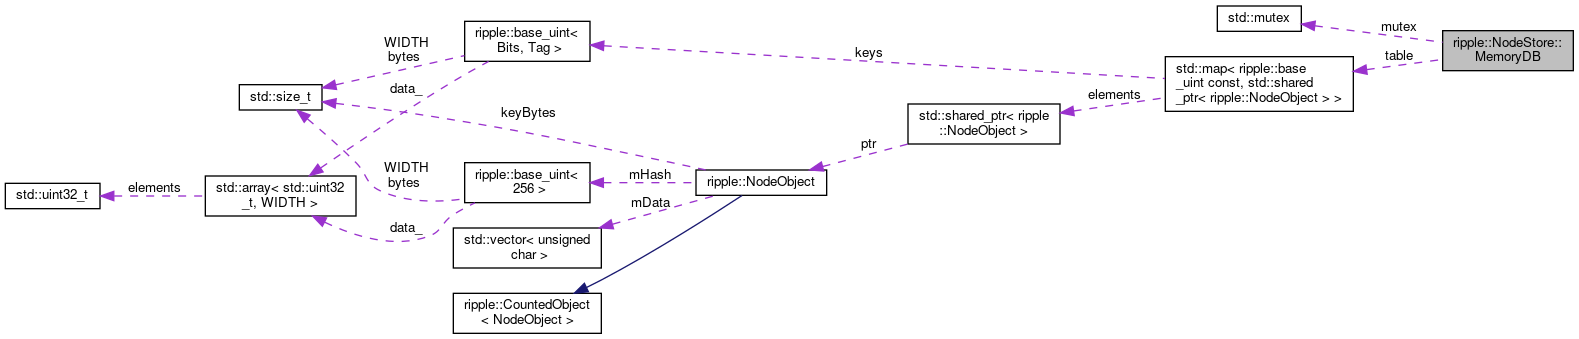 std::mutex
mutex
ripple::NodeStore::
MemoryDB
table
ripple::base_uint<
Bits, Tag >
WIDTH
bytes
keys
std::map< ripple::base
_uint const, std::shared
_ptr< ripple::NodeObject > >
data_
std::size_t
elements
keyBytes
std::shared_ptr< ripple
::NodeObject >
ptr
WIDTH
bytes
ripple::base_uint<
256 >
mHash
ripple::NodeObject
std::uint32_t
elements
std::array< std::uint32
_t, WIDTH >
mData
data_
std::vector< unsigned
char >
ripple::CountedObject
< NodeObject >